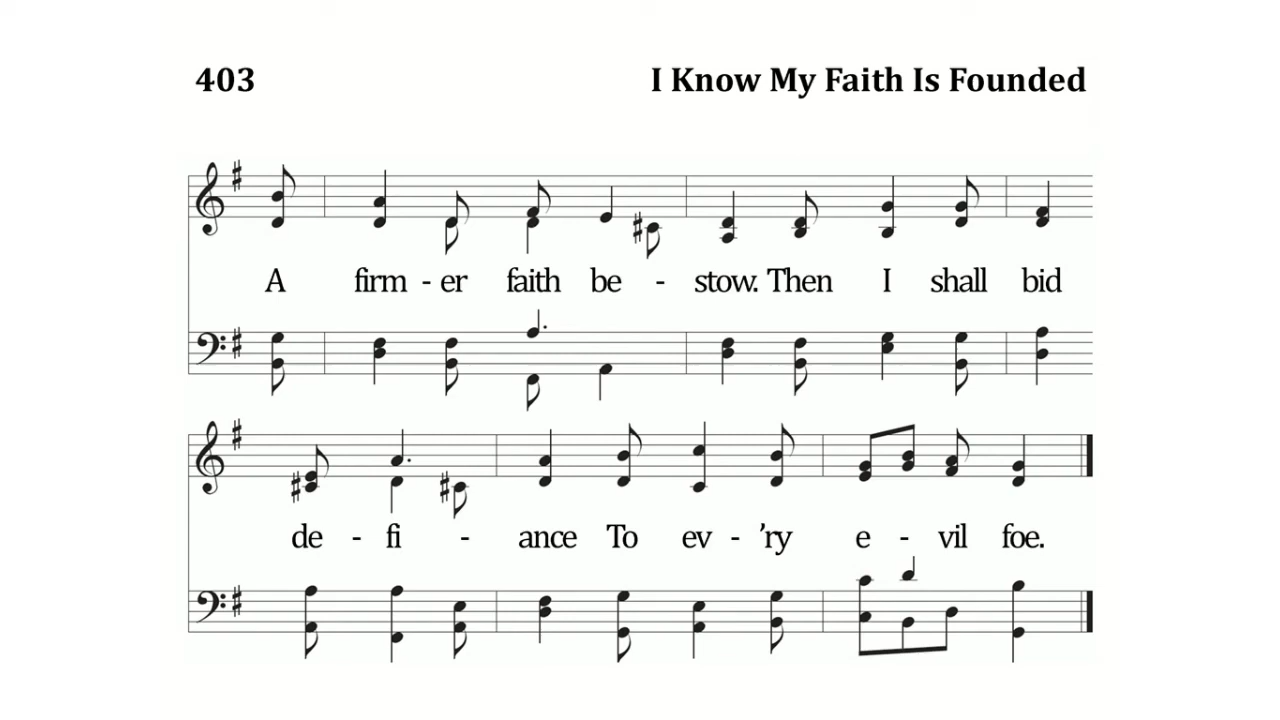 403 I Know My Faith Is Founded
A firm - er faith be - stow. Then I shall bid
de - fi - ance To ev - ’ry e - vil foe.